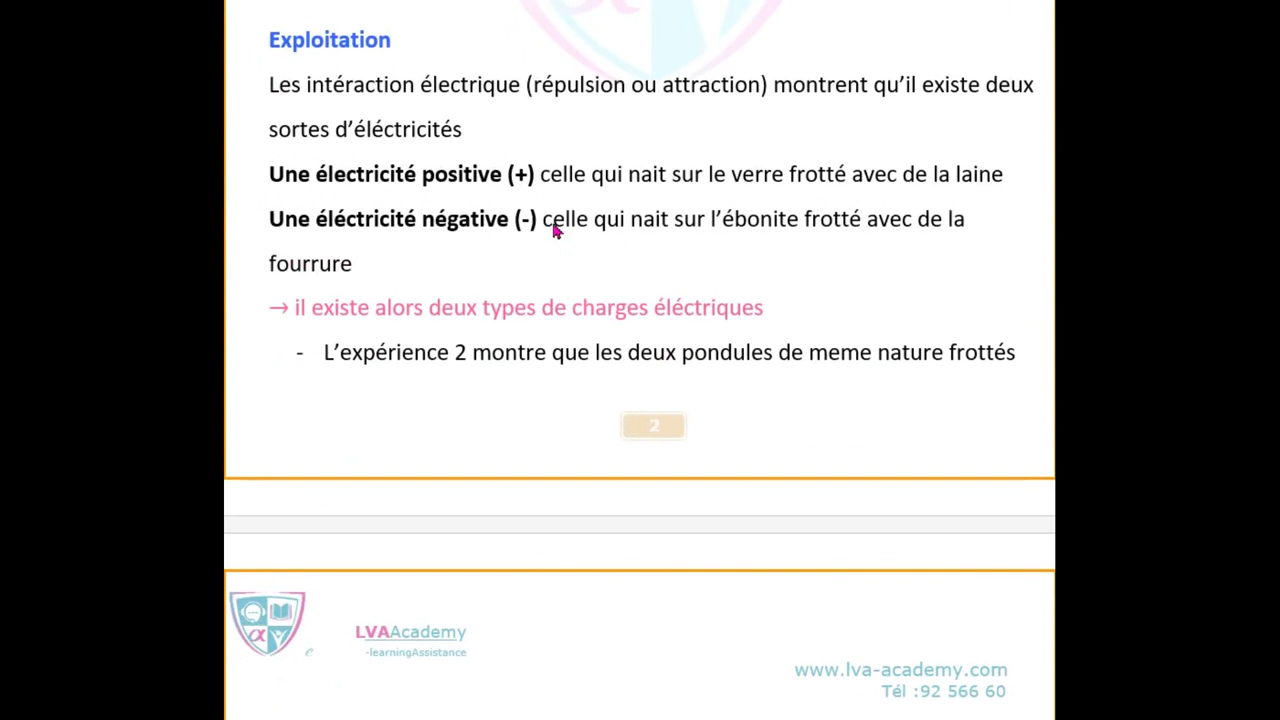 Exploitation
Les intéraction électrique (répulsion ou attraction) montrent qu’il existe deux
sortes d’éléctricités
Une électricité positive (+) celle qui nait sur le verre frotté avec de la laine
Une éléctricité négative (-) celle qui nait sur l’ébonite frotté avec de la
fourrure
→ il existe alors deux types de charges éléctriques
- L’expérience 2 montre que les deux pondules de meme nature frottés
2
LVAAcademy
e -learningAssistance
www.lva-academy.com
Tél :92 566 60